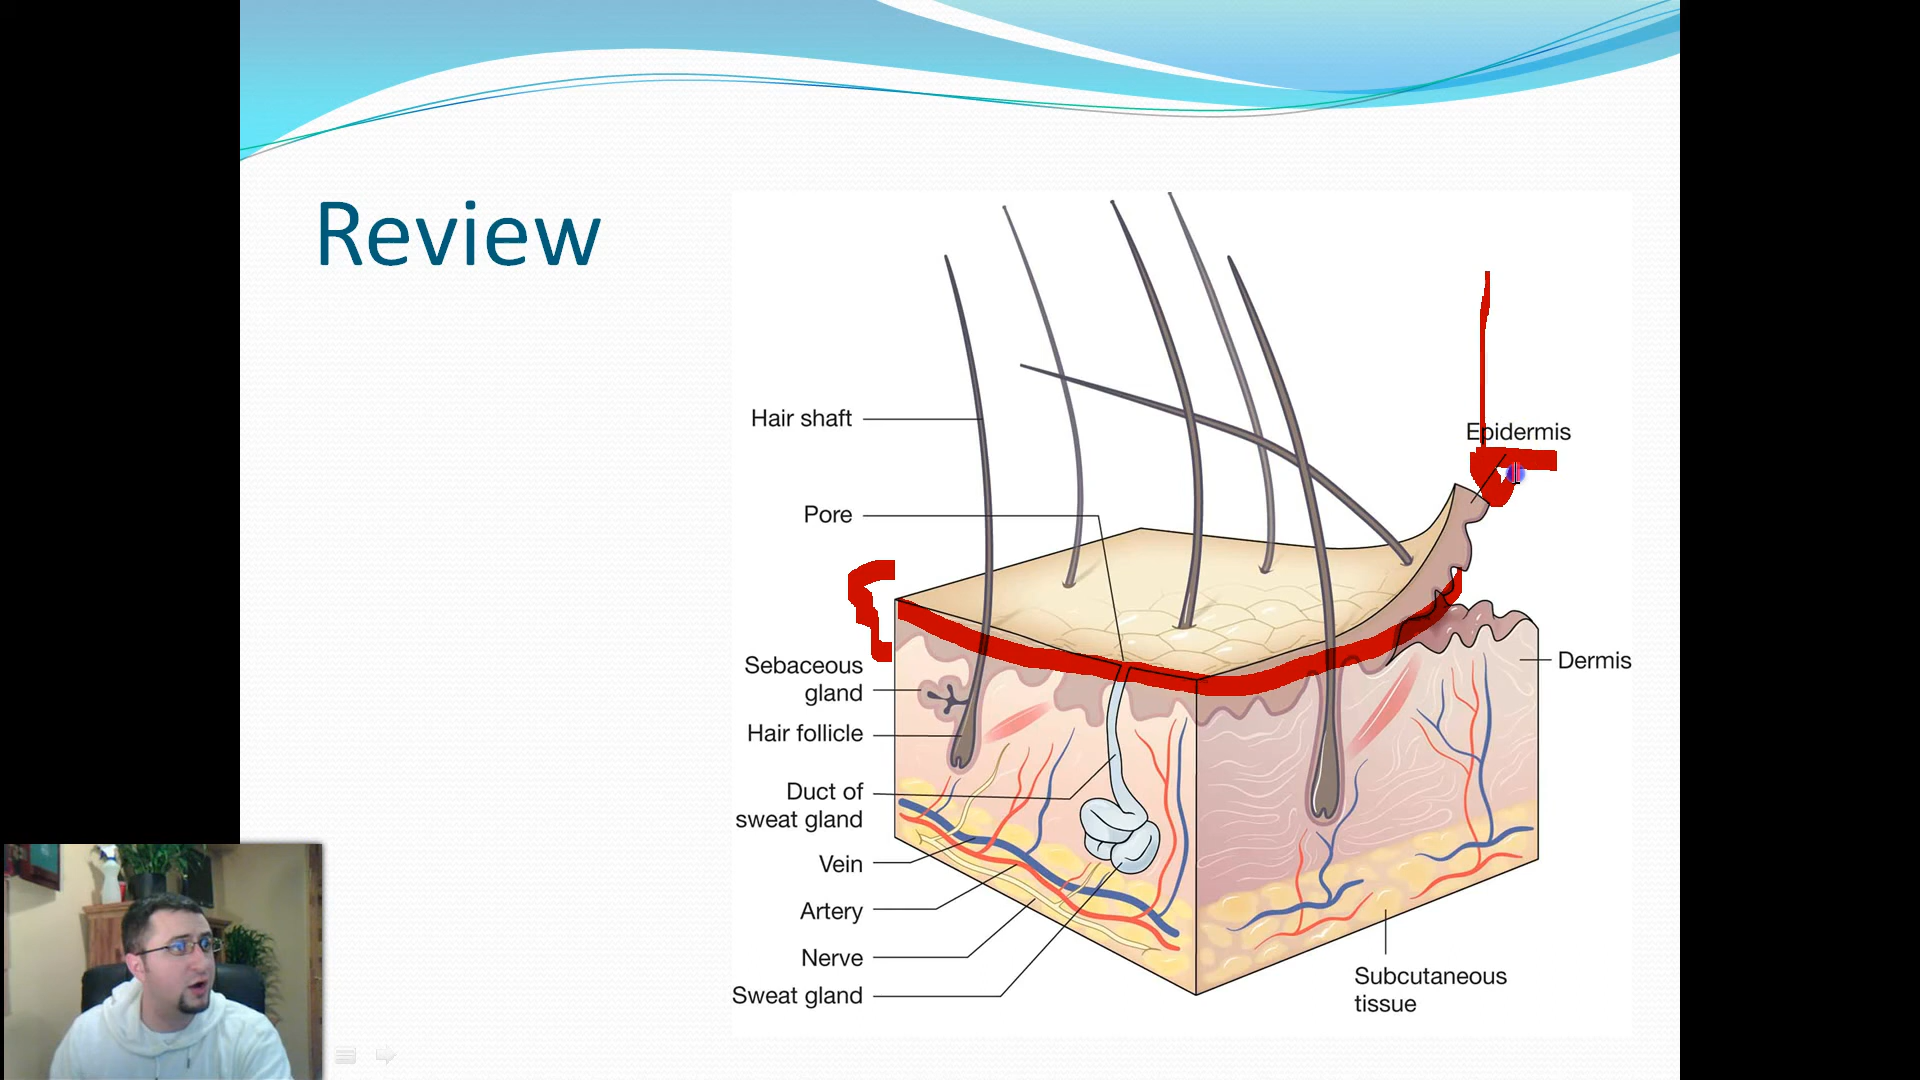 Review
Hair shaft
Epidermis
Pore
Sebaceous
gland
Dermis
Hair follicle
Duct of
sweat gland
Vein
Artery
Nerve
Sweat gland
Subcutaneous
tissue